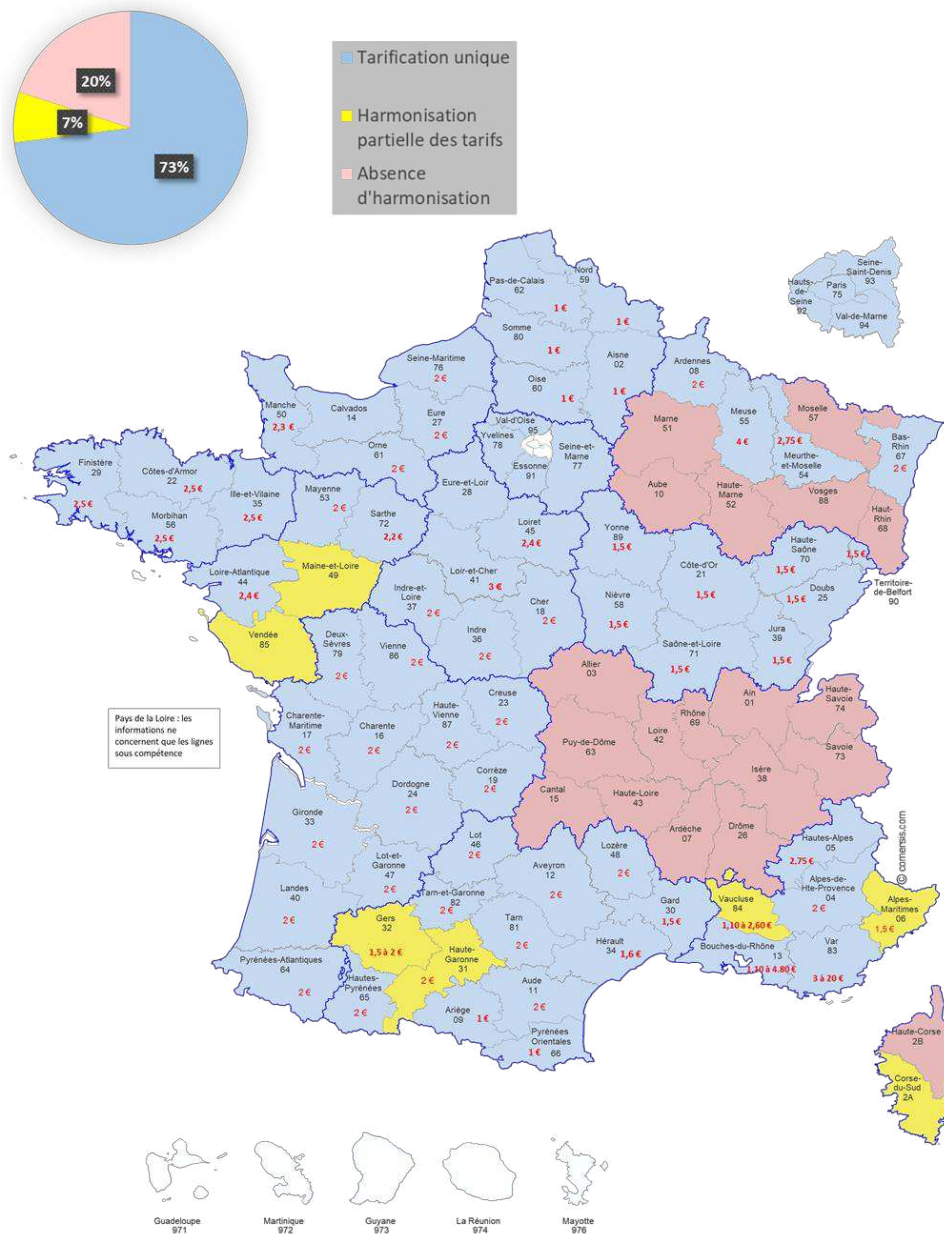 20%
7%
73%
Tarification unique
Harmonisation
partielle des tarifs
Absence
d'harmonisation
Seine-
Saint-Denis
93
Hauts-
de-
Seine
92
Paris
75
Val-de-Marne
94
Nord
59
Pas-de-Calais
62
1 €
1 €
Somme
80
1 €
Aisne
02
1 €
Oise
60
1 €
Ardennes
08
2 €
Seine-Maritime
76
2 €
Eure
27
2 €
Manche
50
2,3 €
Calvados
14
Orne
61
2 €
Val-d'Oise
95
Yvelines
78
Essonne
91
Seine-et-
Marne
77
Marne
51
Meuse
55
4 €
Moselle
57
2,75 €
Meurthe-
et-Moselle
54
Bas-
Rhin
67
2 €
Aube
10
Haute-
Marne
52
Vosges
88
Haut-
Rhin
68
Finistère
29
2,5 €
Côtes-d'Armor
22
2,5 €
Ille-et-Vilaine
35
2,5 €
Morbihan
56
2,5 €
Mayenne
53
2 €
Sarthe
72
2,2 €
Eure-et-Loir
28
Loiret
45
2,4 €
Yonne
89
1,5 €
Haute-
Saône
70
1,5 €
1,5 €
Territoire-
de-Belfort
90
Loire-Atlantique
44
2,4 €
Maine-et-Loire
49
Indre-et-
Loire
37
2 €
Loir-et-Cher
41
3 €
Cher
18
2 €
Nièvre
58
1,5 €
Côte-d'Or
21
1,5 €
Doubs
25
1,5 €
Jura
39
1,5 €
Saône-et-Loire
71
1,5 €
Vendée
85
Deux-
Sèvres
79
2 €
Vienne
86
2 €
Indre
36
2 €
Pays de la Loire : les
informations ne
concernent que les lignes
sous compétence
Charente-
Maritime
17
2 €
Charente
16
2 €
Haute-
Vienne
87
2 €
Creuse
23
2 €
Allier
03
Puy-de-Dôme
63
Loire
42
Rhône
69
Ain
01
Haute-
Savoie
74
Savoie
73
Isère
38
Corrèze
19
2 €
Dordogne
24
2 €
Cantal
15
Haute-Loire
43
Ardèche
07
Drôme
26
Hautes-Alpes
05
2,75 €
© comersis.com
Gironde
33
2 €
Lot-et-
Garonne
47
2 €
Lot
46
2 €
Aveyron
12
2 €
Lozère
48
2 €
Gard
30
1,5 €
Vaucluse
84
1,10 à 2,60 €
Alpes-de-
Hte-Provence
04
2 €
Alpes-
Maritimes
06
1,5 €
Landes
40
2 €
Tarn-et-Garonne
82
2 €
Gers
32
1,5 à 2 €
Tarn
81
2 €
Hérault
34
1,6 €
Bouches-du-Rhône
13
1,10 à 4.80 €
Var
83
3 à 20 €
Pyrénées-Atlantiques
64
2 €
Hautes-
Pyrénées
65
2 €
Haute-
Garonne
31
2 €
Ariège
09
1 €
Aude
11
2 €
Pyrénées
Orientales
1 €
66
Haute-Corse
2B
Corse-
du-Sud
2A
Guadeloupe
971
Martinique
972
Guyane
973
La Réunion
974
Mayotte
976